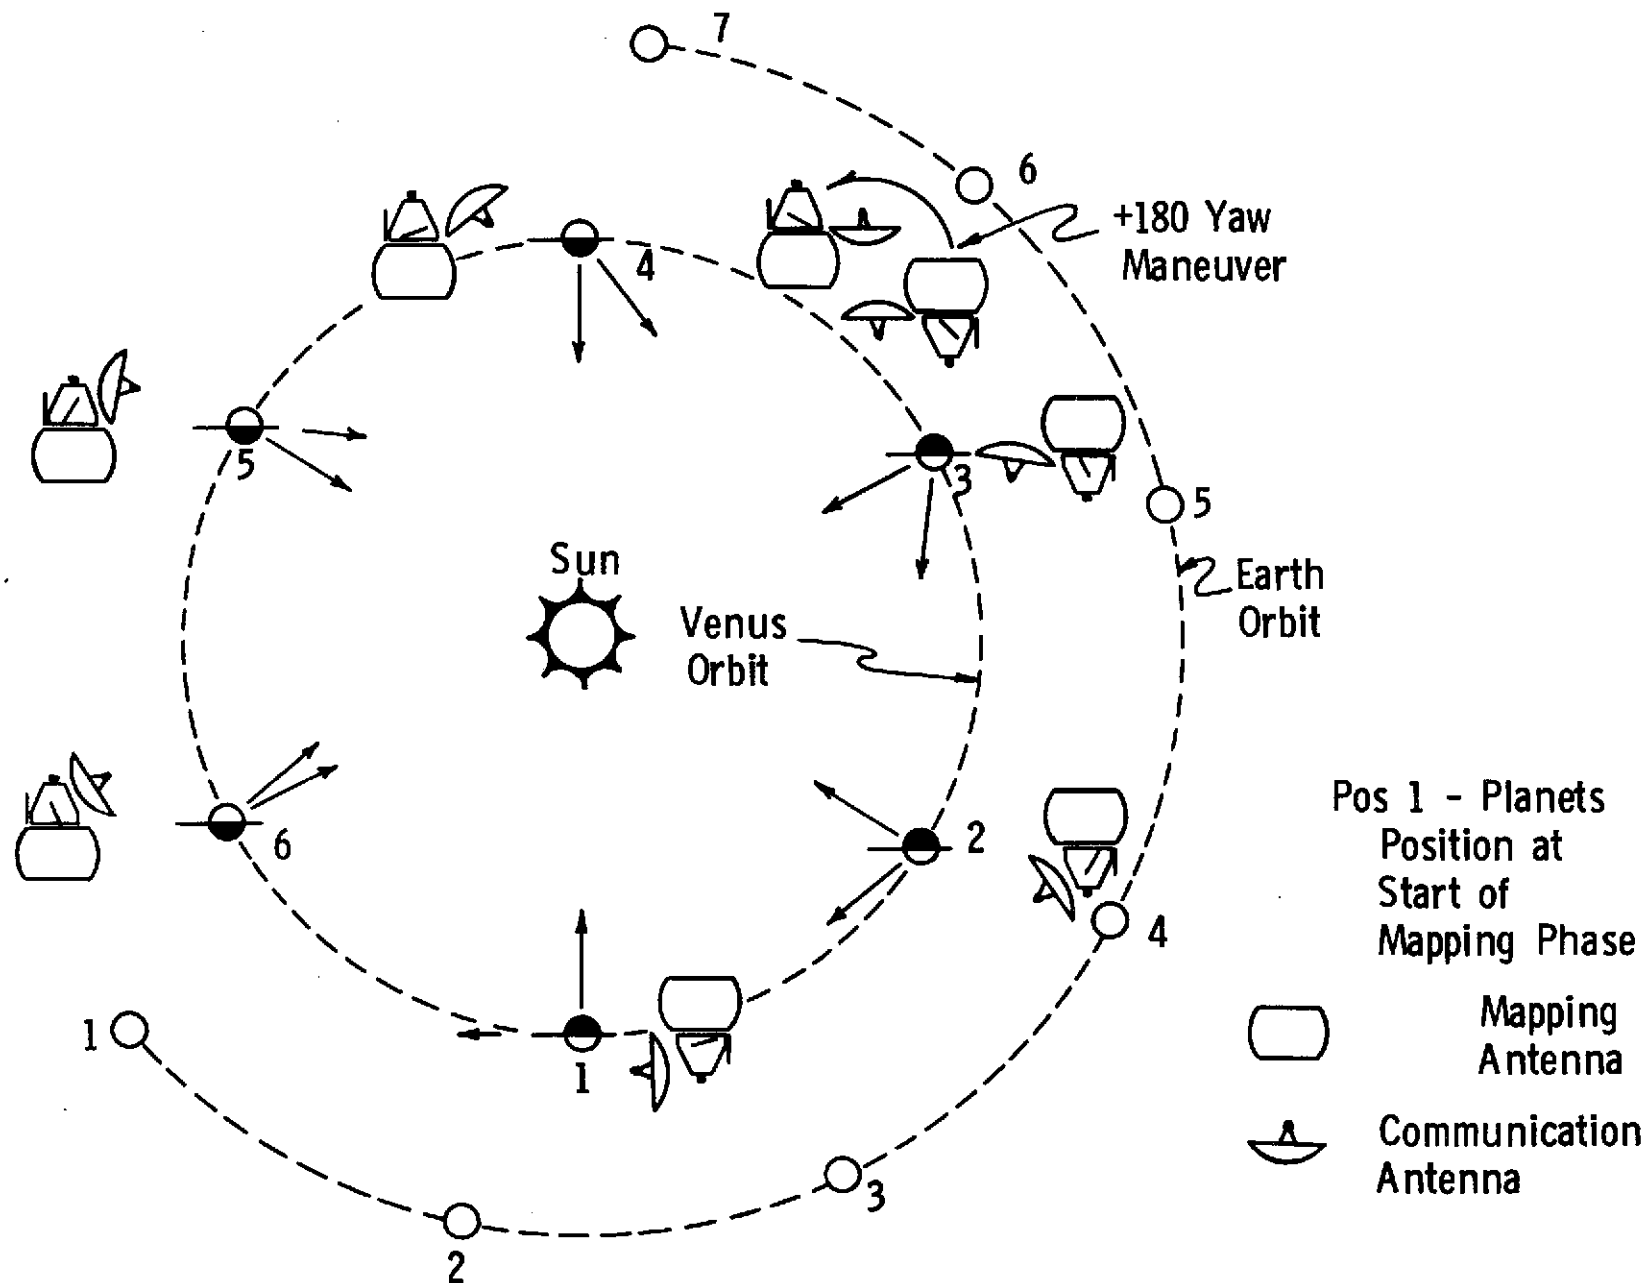 7
6
+180 Yaw
Maneuver
4
5
3
5
Sun
Earth
Orbit
Venus
Orbit
2
6
4
Pos 1 - Planets
Position at
Start of
Mapping Phase
1
1
Mapping
Antenna
Communication
Antenna
3
2